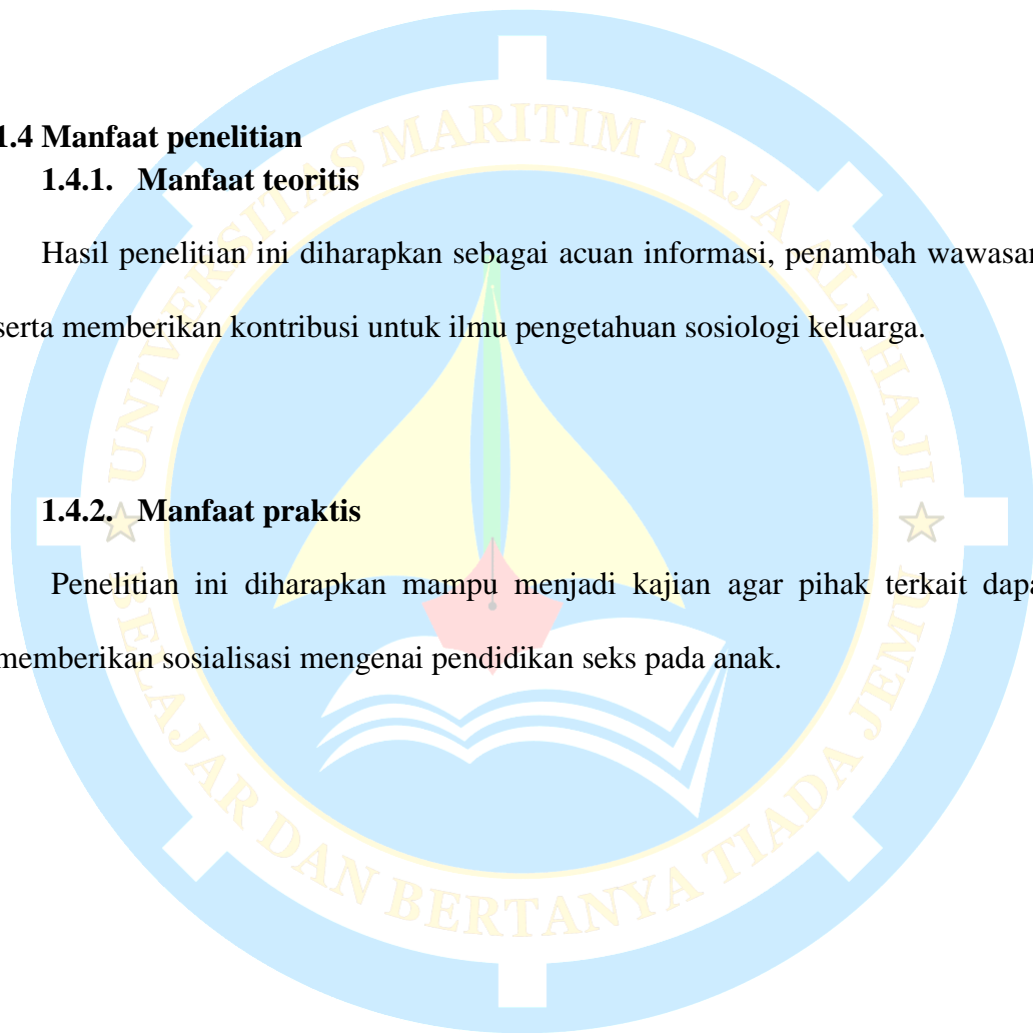 1.4 Manfaat penelitian
1.4.1. Manfaat teoritis
Hasil penelitian ini diharapkan sebagai acuan informasi, penambah wawasan
serta memberikan kontribusi untuk ilmu pengetahuan sosiologi keluarga.
1.4.2. Manfaat praktis
Penelitian ini diharapkan mampu menjadi kajian agar pihak terkait dapa
memberikan sosialisasi mengenai pendidikan seks pada anak.
UNIVERSITAS MARITIM RAJA ALI HAJI
BELAJAR DAN BERTANYA TIADA JEMU